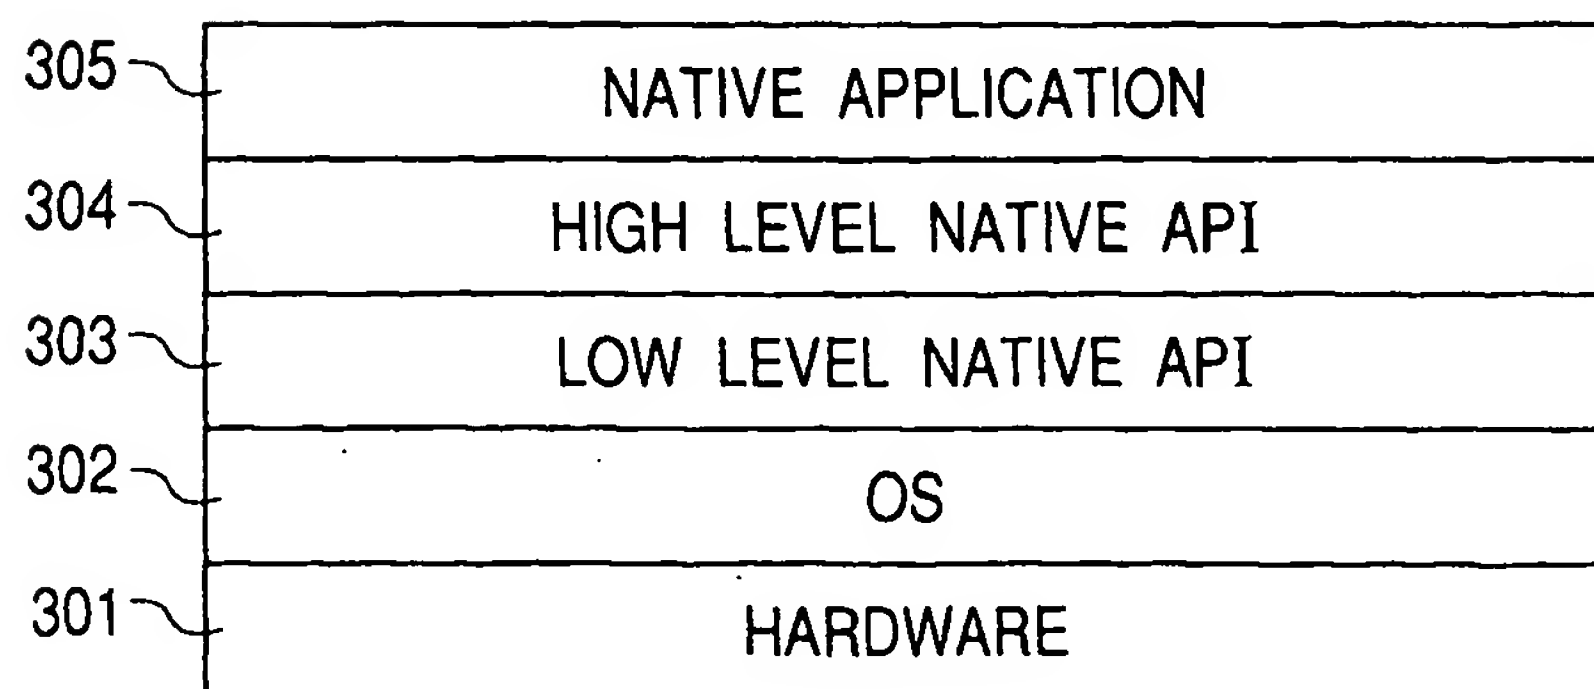 305 NATIVE APPLICATION
304 HIGH LEVEL NATIVE API
303 LOW LEVEL NATIVE API
302 OS
301 HARDWARE